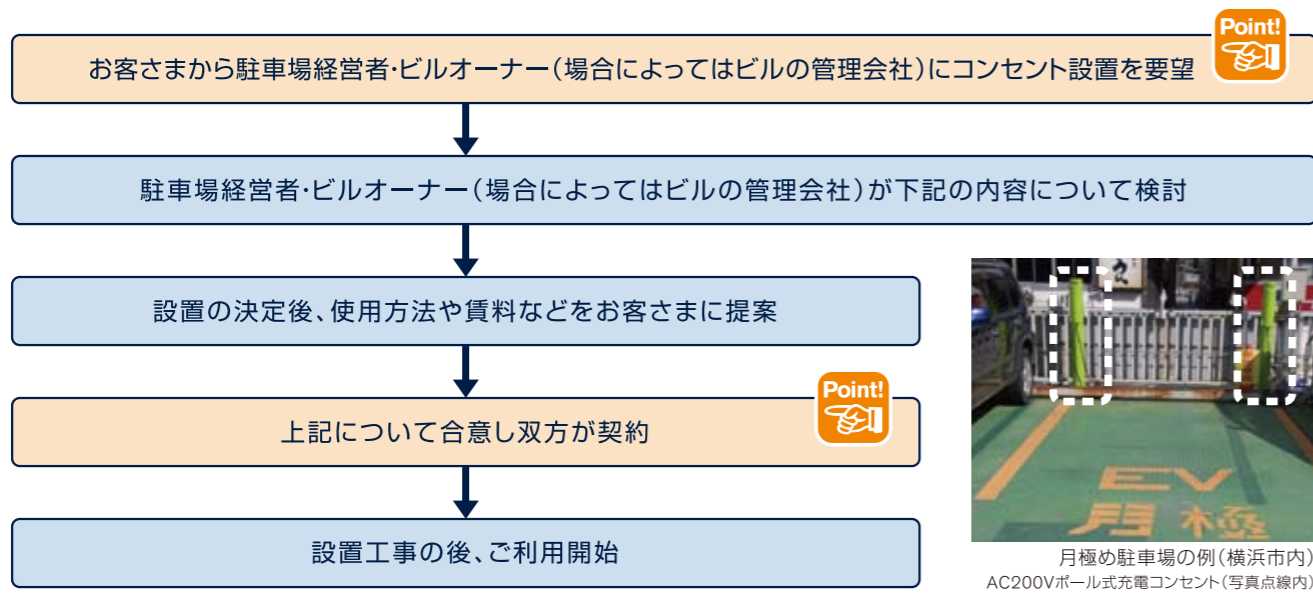 Point!
お客さまから駐車場経営者・ビルオーナー(場合によってはビルの管理会社)にコンセント設置を要望
駐車場経営者・ビルオーナー(場合によってはビルの管理会社)が下記の内容について検討
設置の決定後、使用方法や賃料などをお客さまに提案
Point!
上記について合意し双方が契約
設置工事の後、ご利用開始
EV
月極
月極め駐車場の例(横浜市内)
AC200Vポール式充電コンセント(写真点線内)